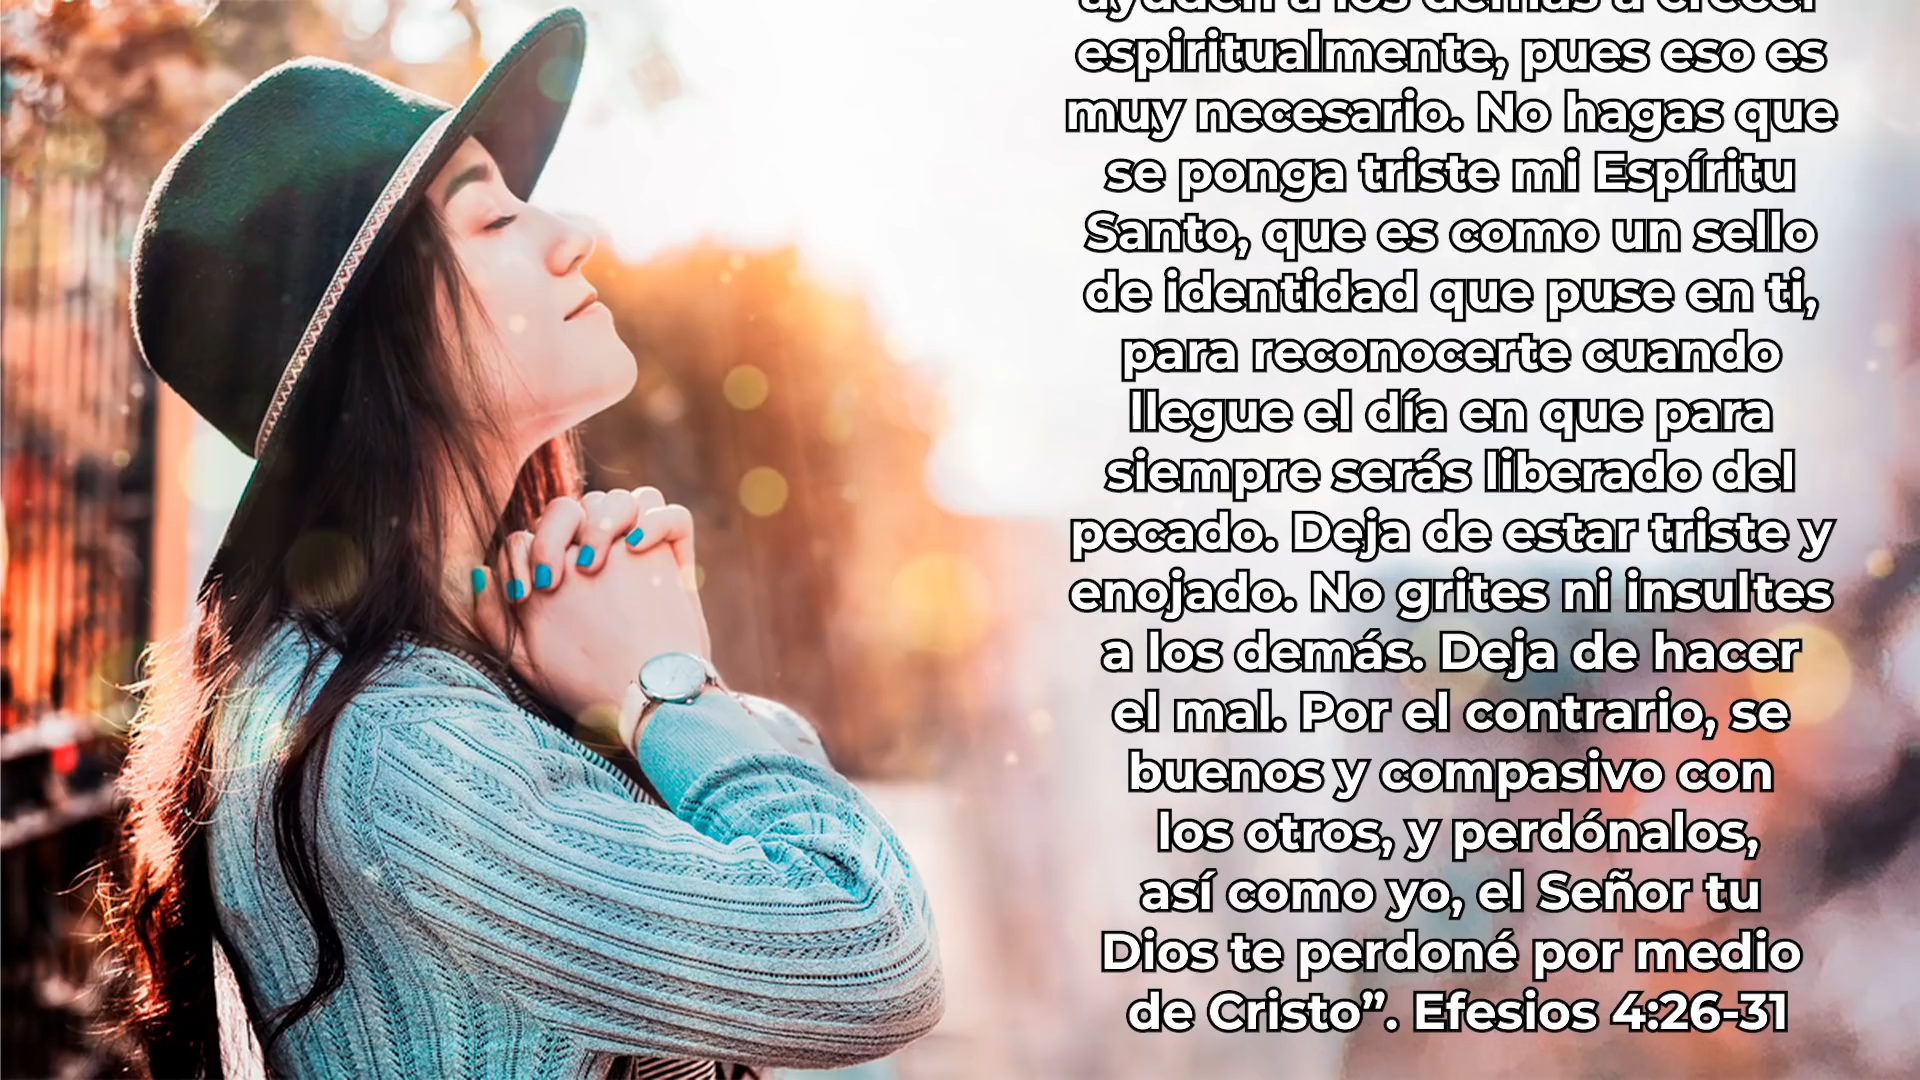 ayuden a los demás a crecer
espiritualmente, pues eso es
muy necesario. No hagas que
se ponga triste mi Espíritu
Santo, que es como un sello
de identidad que puse en ti,
para reconocerte cuando
llegue el día en que para
siempre serás liberado del
pecado. Deja de estar triste y
enojado. No grites ni insultes
a los demás. Deja de hacer
el mal. Por el contrario, se
buenos y compasivo con
los otros, y perdónalos,
así como yo, el Señor tu
Dios te perdoné por medio
de Cristo”. Efesios 4:26-31